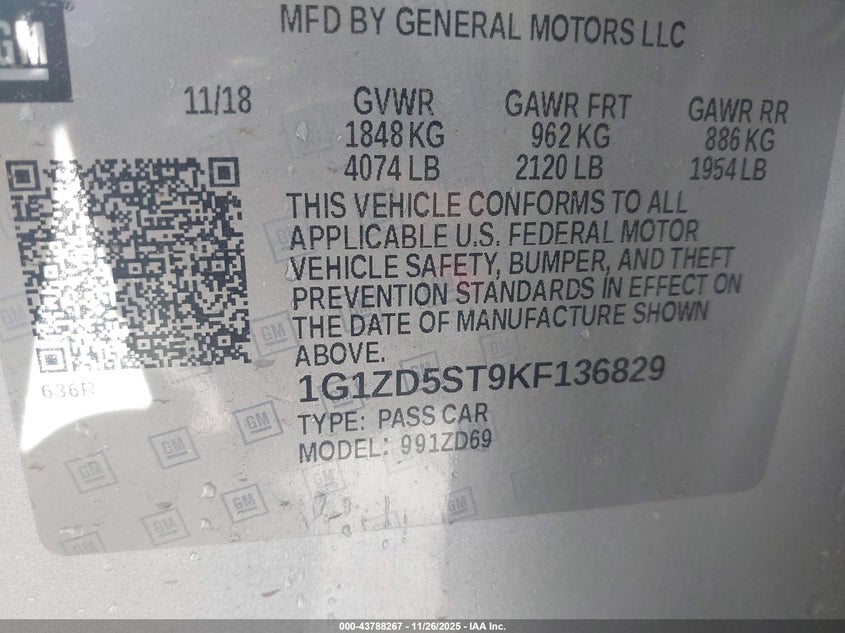 GM
MFD BY GENERAL MOTORS LLC
11/18 GVWR GAWR FRT GAWR RR
1848 KG 962 KG 886 KG
4074 LB 2120 LB 1954 LB
THIS VEHICLE CONFORMS TO ALL
APPLICABLE U.S. FEDERAL MOTOR
VEHICLE SAFETY, BUMPER, AND THEFT
PREVENTION STANDARDS IN EFFECT ON
THE DATE OF MANUFACTURE SHOWN
ABOVE.
636R
1G1ZD5ST9KF136829
TYPE: PASS CAR
MODEL: 991ZD69
000-43788267 - 11/26/2025 - IAA Inc.